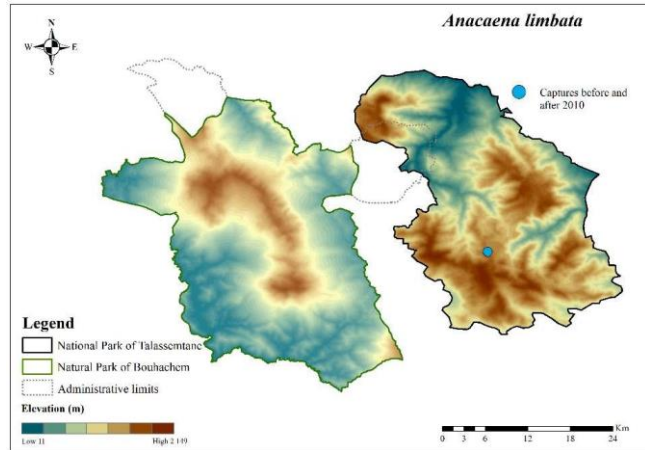 Anacaena limbata
N
W E
S
Captures before and
after 2010
Legend
National Park of Talassemtane
Natural Park of Bouhachem
Administrative limits
Elevation (m)
Low 11 High 2 149
Km
0 3 6 12 18 24